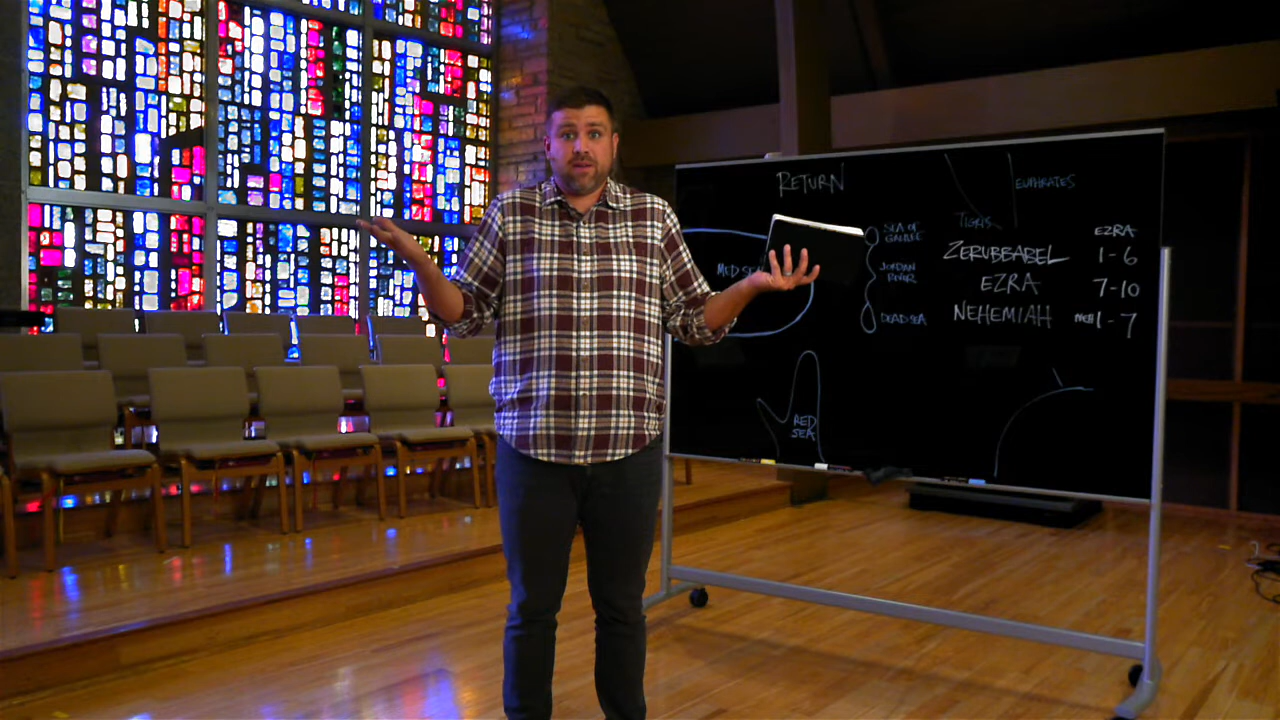 RETURN
EUPHRATES
TIGRIS
SEA OF
GALILEE
MED SEA
JORDAN
RIVER
DEAD SEA
RED
SEA
EZRA
ZERUBBABEL 1-6
EZRA 7-10
NEHEMIAH NEH 1-7